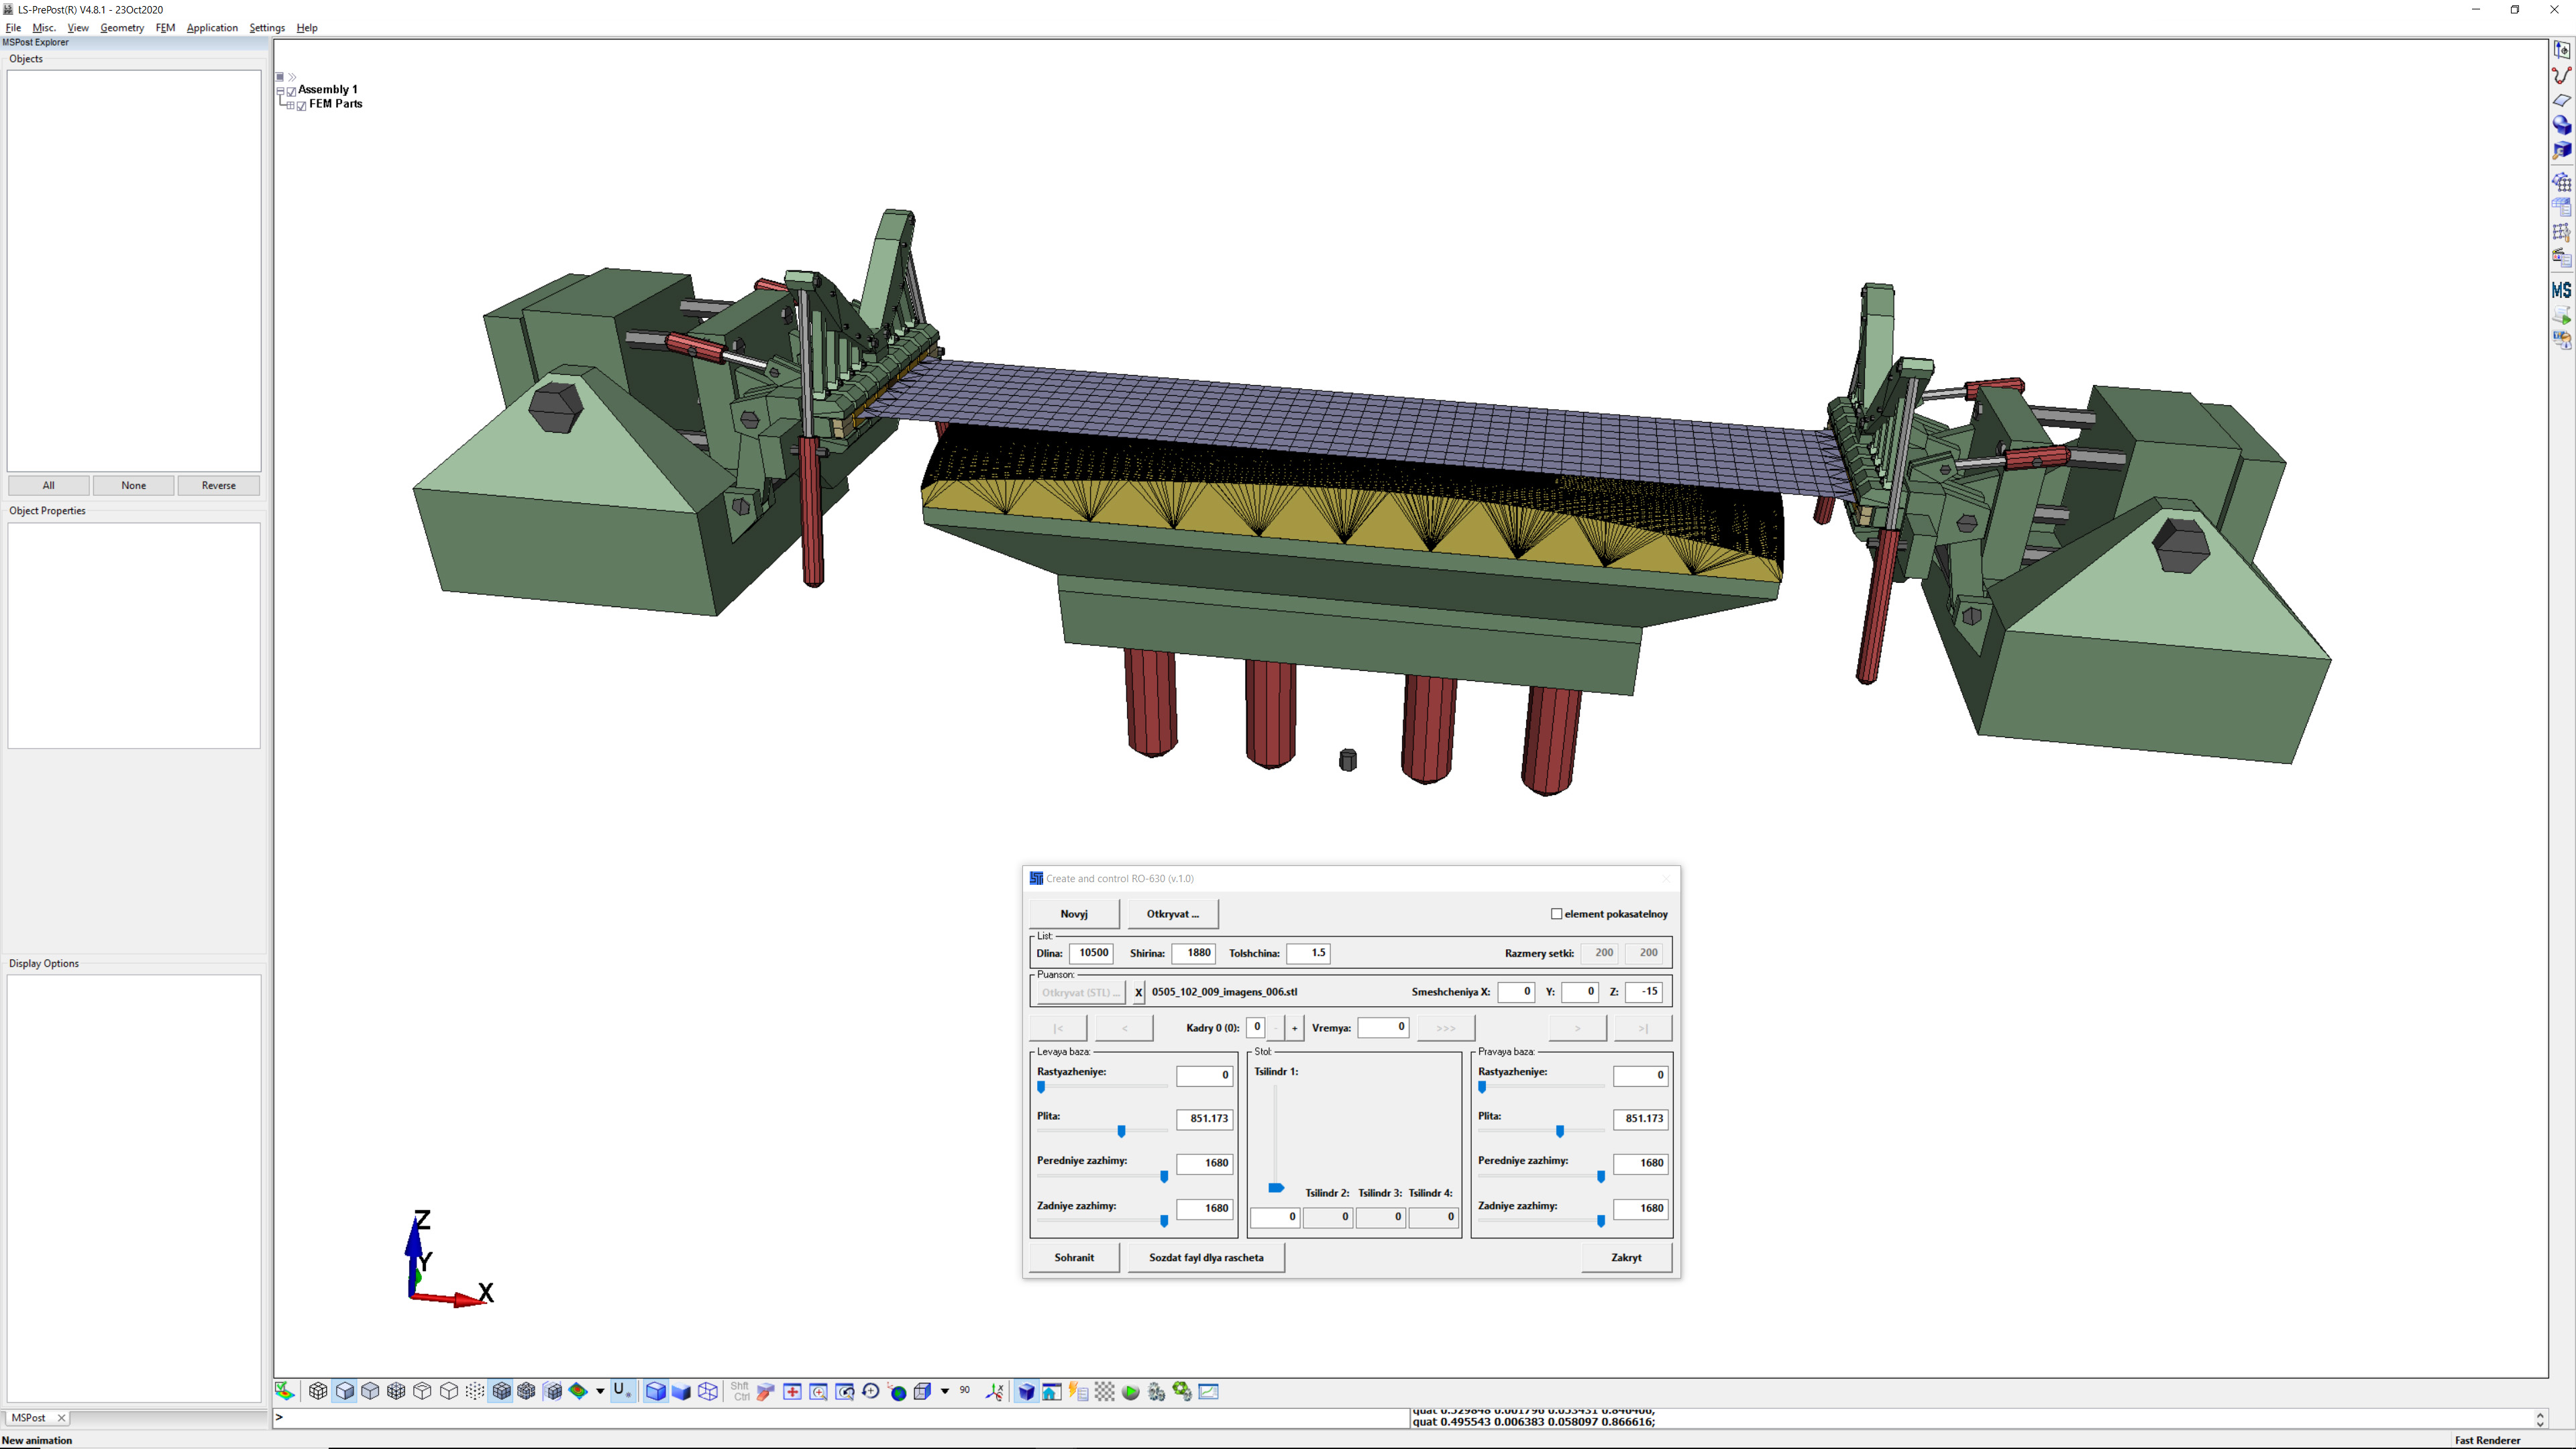 LS-PrePost(R) V4.8.1 - 23Oct2020
File Misc. View Geometry FEM Application Settings Help
MSPost Explorer
Objects
Assembly 1
FEM Parts
MS
All None Reverse
Object Properties
Display Options
Create and control RO-630 (v.1.0)
Novyj Otkryvat ... element pokasatelnoy
List:
Dlina: 10500 Shirina: 1880 Tolshchina: 1.5 Razmery setki: 200 200
Puanson:
Otkryvat (STL) ... X 0505_102_009_imagens_006.stl Smeshcheniya X: 0 Y: 0 Z: -15
|< < Kadry 0 (0): 0 - + Vremya: 0 >>> > >|
Levaya baza: Stol: Pravaya baza:
Rastyazheniye: 0 Tsilindr 1: Rastyazheniye: 0
Plita: 851.173 Plita: 851.173
Peredniye zazhimy: 1680 Peredniye zazhimy: 1680
Tsilindr 2: Tsilindr 3: Tsilindr 4:
Zadniye zazhimy: 1680 0 0 0 0 Zadniye zazhimy: 1680
Sohranit Sozdat fayl dlya rascheta Zakryt
Z
Y
X
U. Shft Ctrl 90
MSPost
>
quat 0.495543 0.006383 0.058097 0.866616;
New animation Fast Renderer